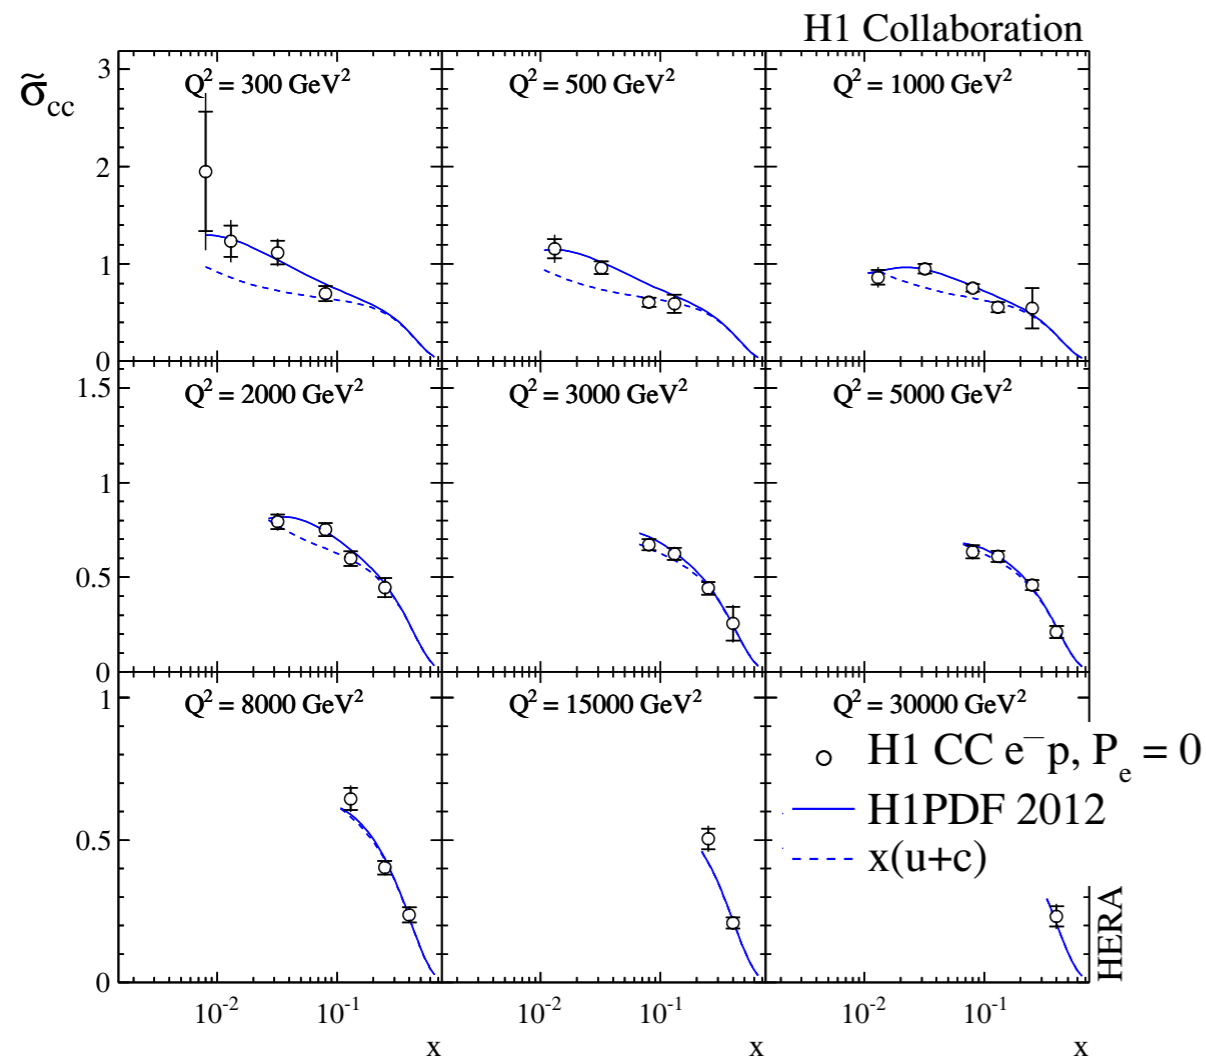 H1 Collaboration
σ̃cc
Q² = 300 GeV²
Q² = 500 GeV²
Q² = 1000 GeV²
3
2
1
0
Q² = 2000 GeV²
Q² = 3000 GeV²
Q² = 5000 GeV²
1.5
1
0.5
0
Q² = 8000 GeV²
Q² = 15000 GeV²
Q² = 30000 GeV²
1
0.5
0
H1 CC e⁻p, Pe = 0
H1PDF 2012
x(u+c)
HERA
10⁻² 10⁻¹ 10⁻² 10⁻¹ 10⁻² 10⁻¹
x x x